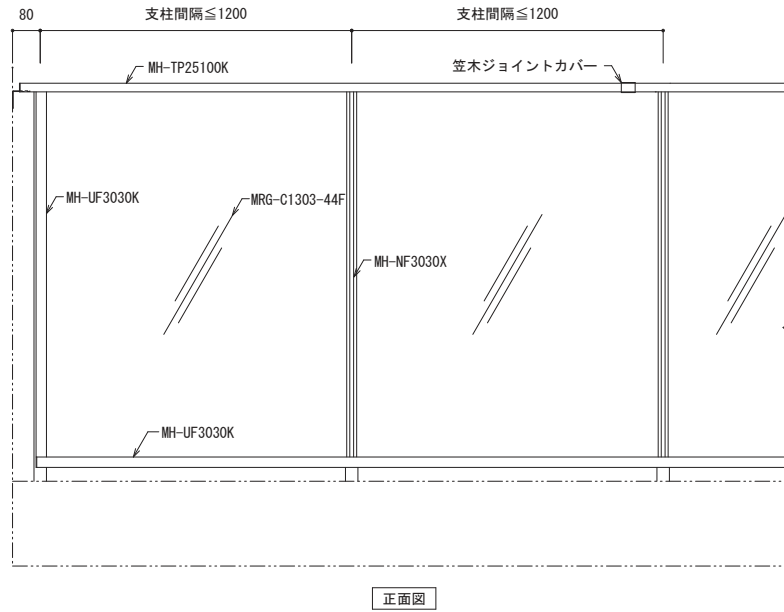 80
支柱間隔≦1200
支柱間隔≦1200
MH-TP25100K
笠木ジョイントカバー
MH-UF3030K
MRG-C1303-44F
MH-NF3030X
MH-UF3030K
正面図